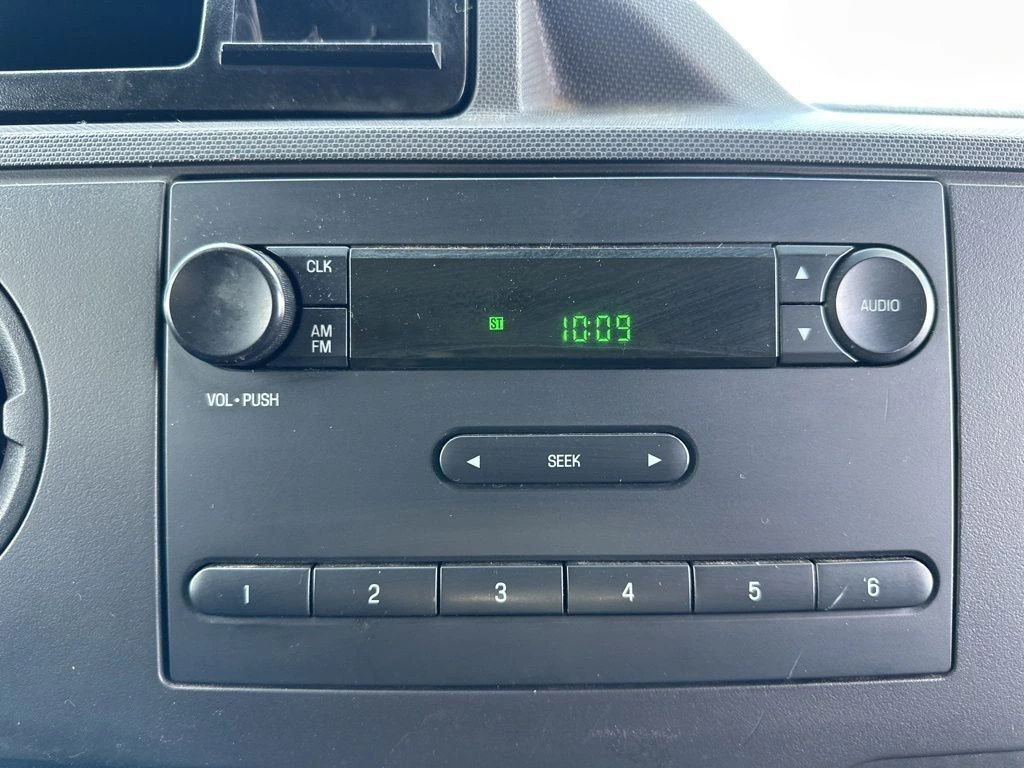 CLK
AM
FM
ST 10:09
AUDIO
VOL•PUSH
SEEK
1 2 3 4 5 6